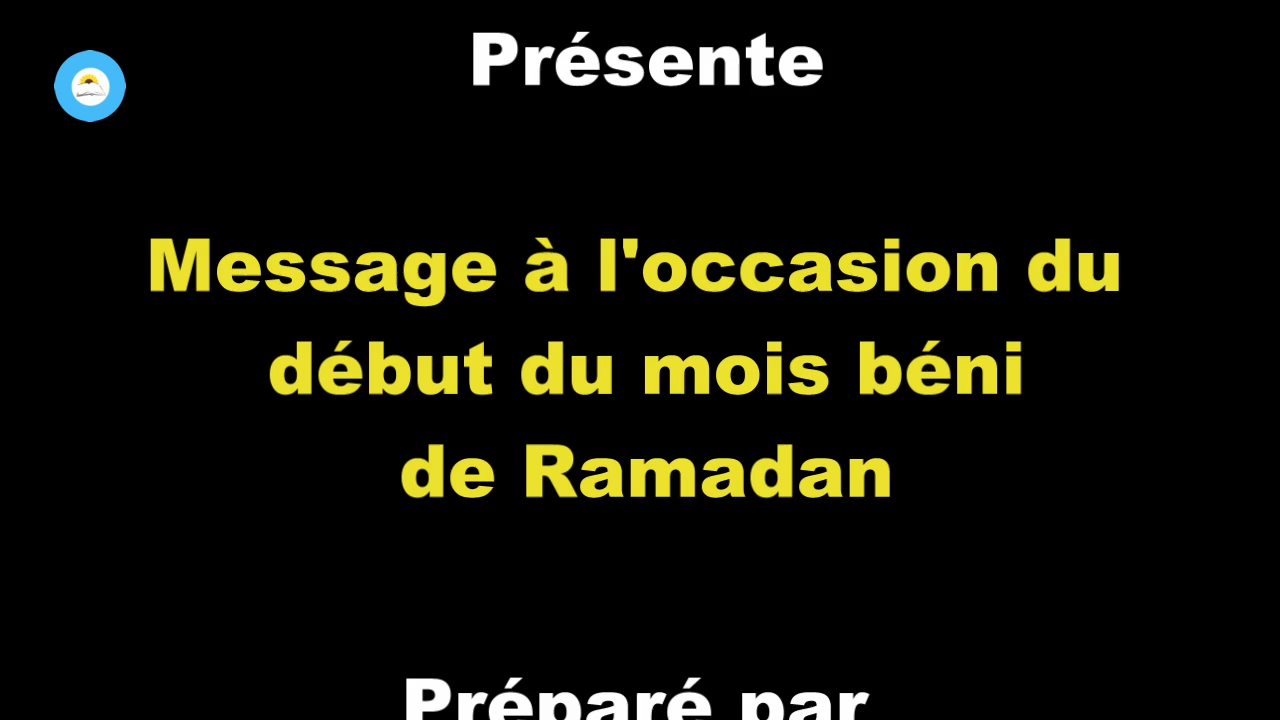 Présente
Message à l'occasion du
début du mois béni
de Ramadan
Préparé par